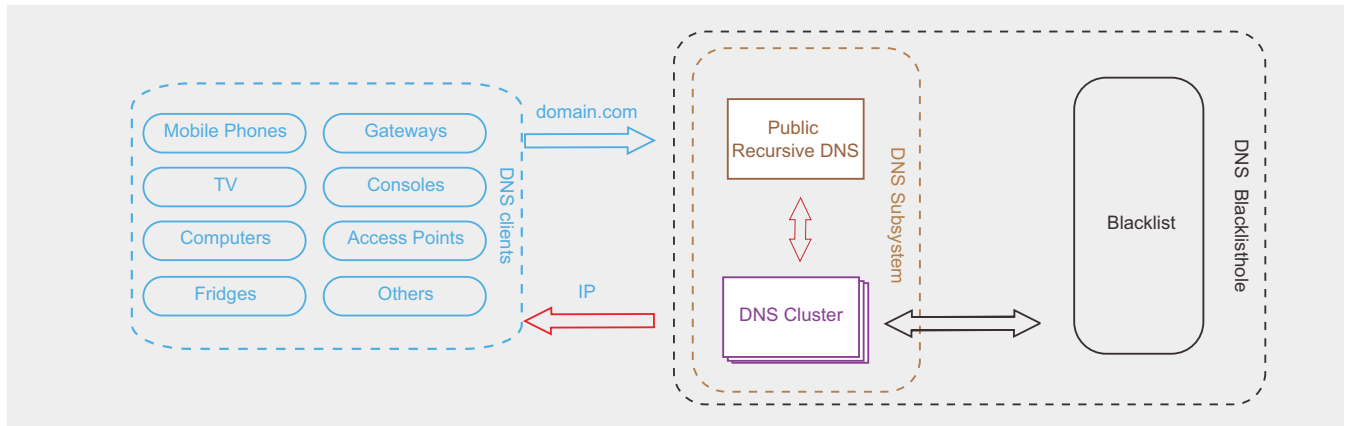 Mobile Phones
Gateways
TV
Consoles
Computers
Access Points
Fridges
Others
DNS clients
domain.com
IP
Public
Recursive DNS
DNS Cluster
DNS Subsystem
Blacklist
DNS Blacklisthole